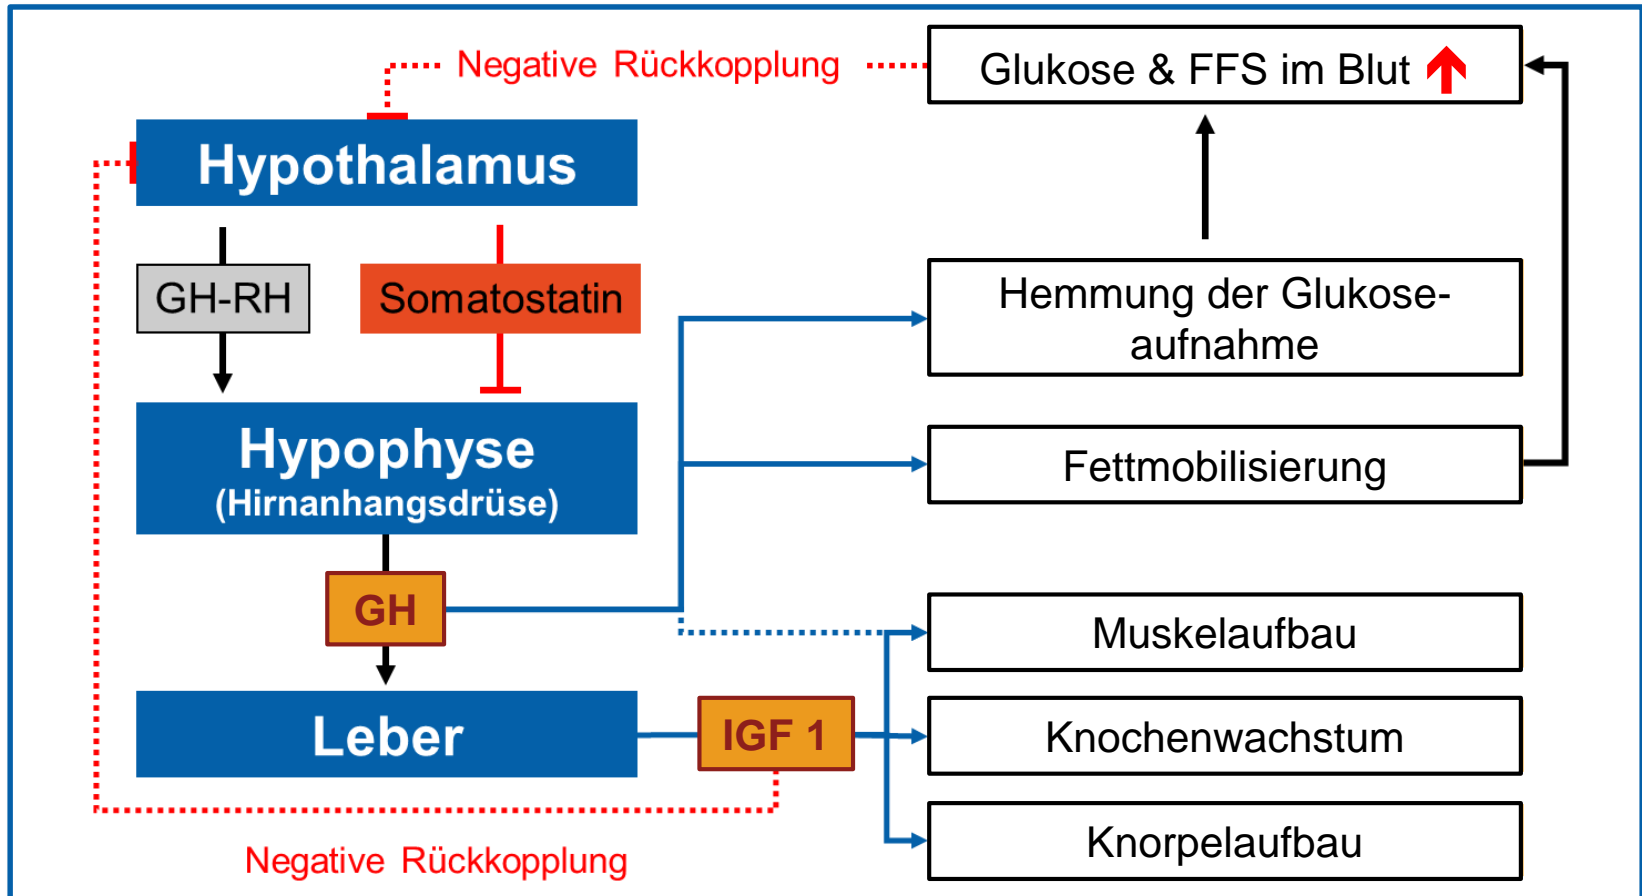 Negative Rückkopplung
Glukose & FFS im Blut
Hypothalamus
GH-RH
Somatostatin
Hemmung der Glukose-
aufnahme
Hypophyse
(Hirnanhangsdrüse)
Fettmobilisierung
GH
Muskelaufbau
Leber
IGF 1
Knochenwachstum
Knorpelaufbau
Negative Rückkopplung